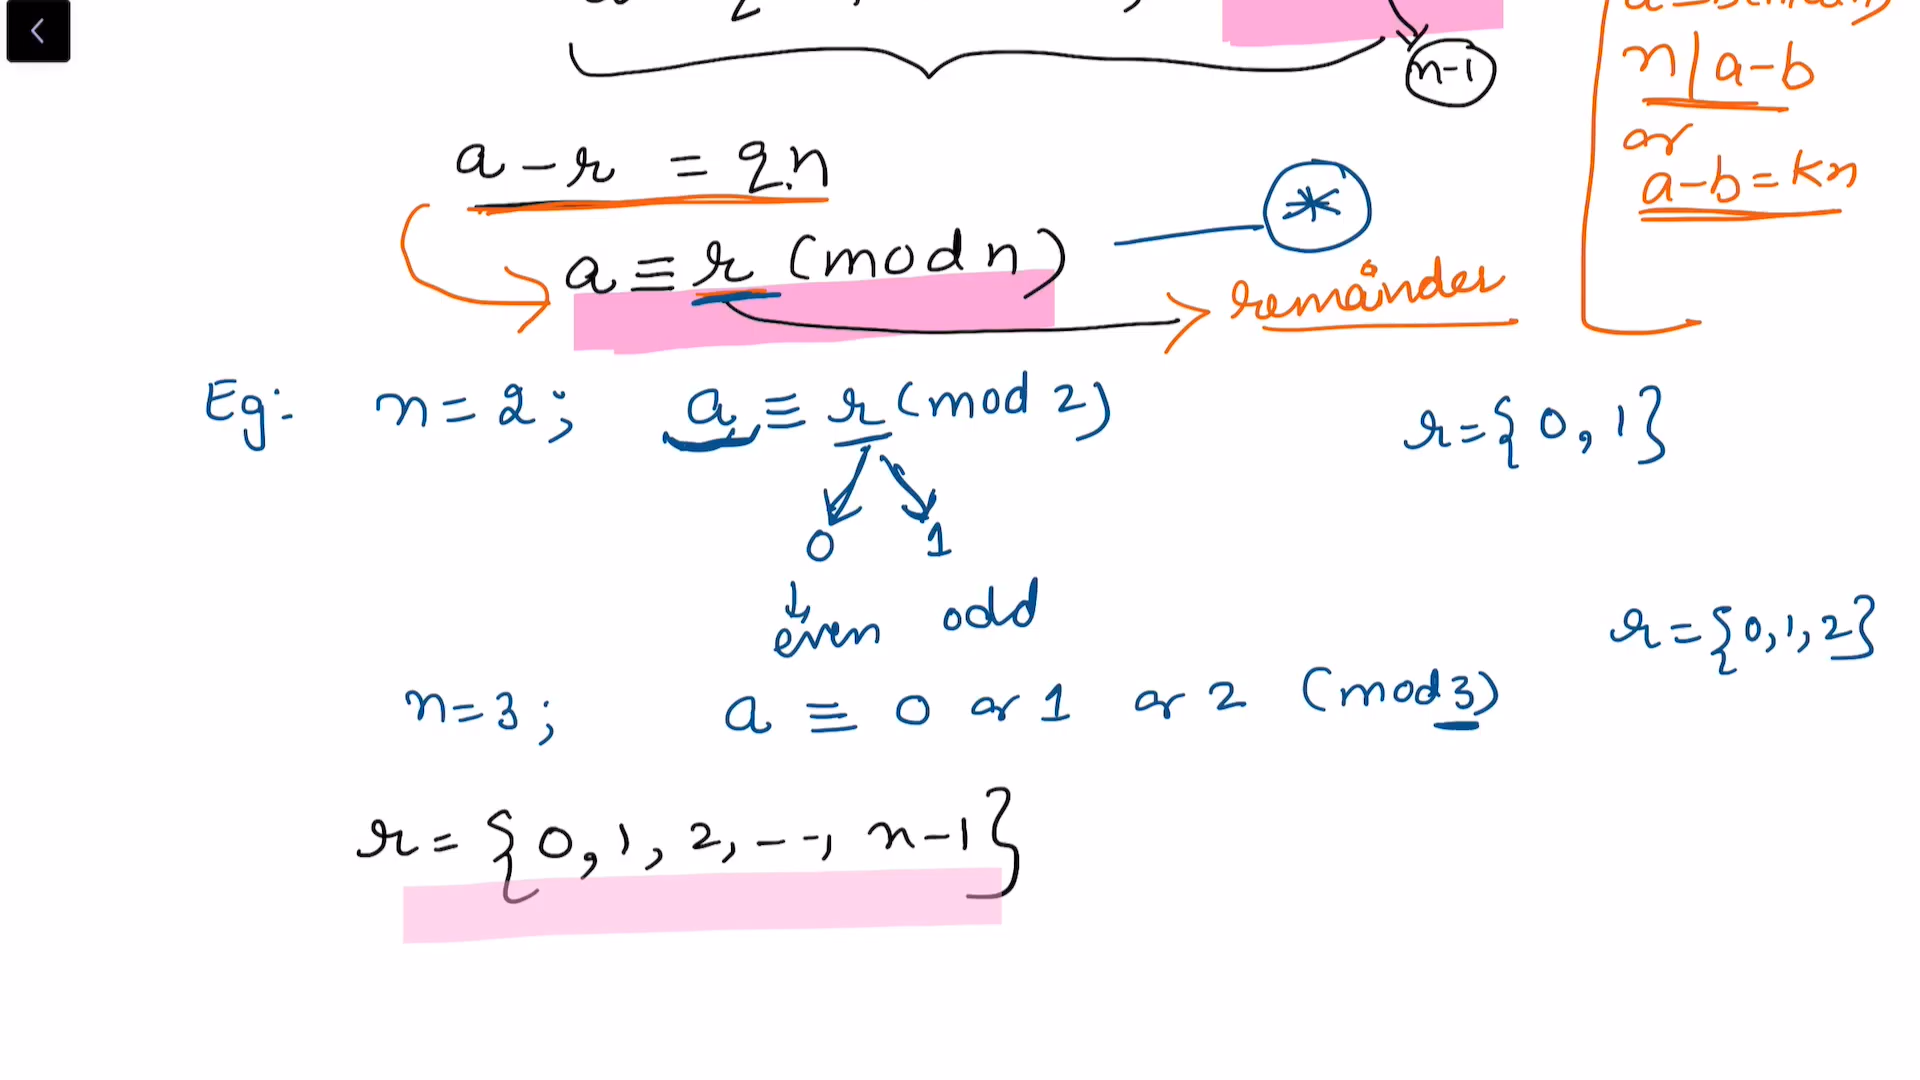 n-1
n|a-b
or
a-b=kn
a-r = q.n
a≡r (mod n)
*
remainder
Eg:- n=2; a≡r (mod 2) r={0,1}
0 1
even odd
r={0,1,2}
n=3; a ≡ 0 or 1 or 2 (mod 3)
r={0,1,2,--, n-1}